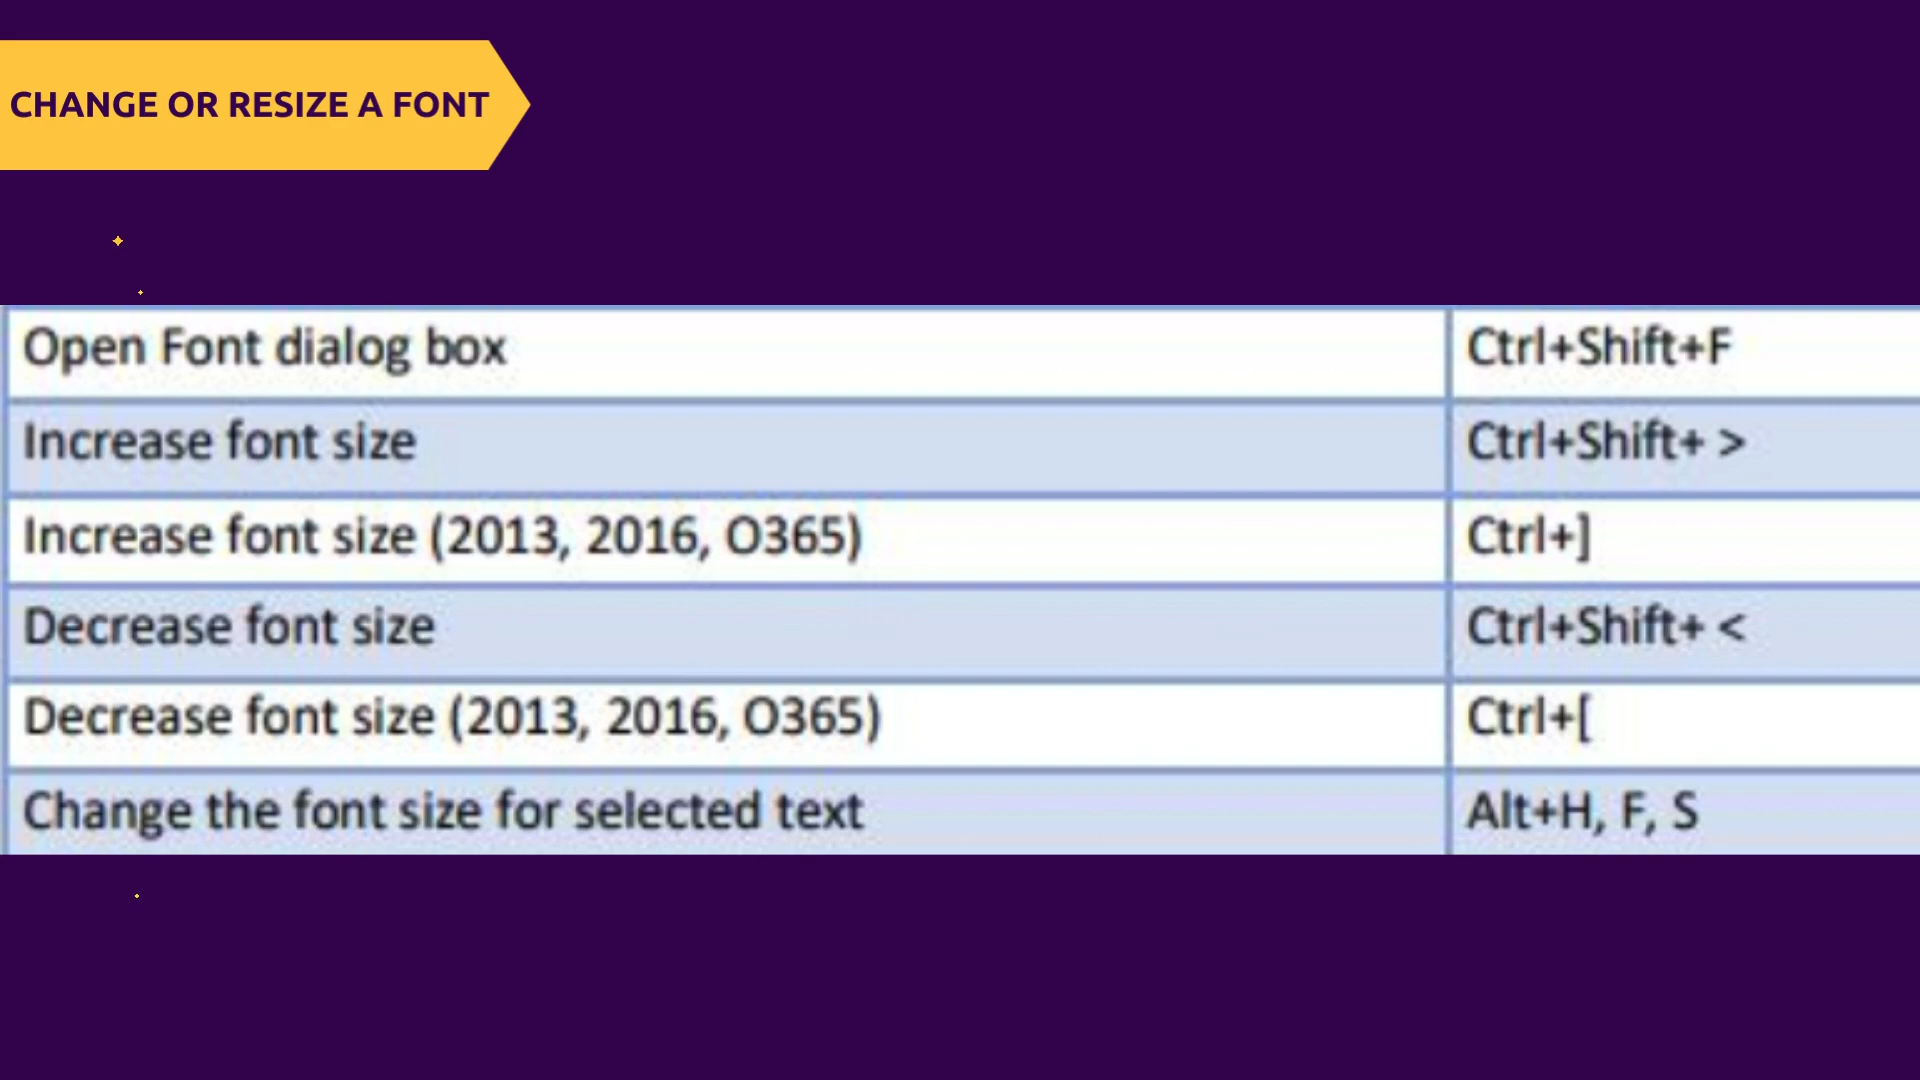 CHANGE OR RESIZE A FONT
Open Font dialog box Ctrl+Shift+F
Increase font size Ctrl+Shift+ >
Increase font size (2013, 2016, O365) Ctrl+]
Decrease font size Ctrl+Shift+ <
Decrease font size (2013, 2016, O365) Ctrl+[
Change the font size for selected text Alt+H, F, S